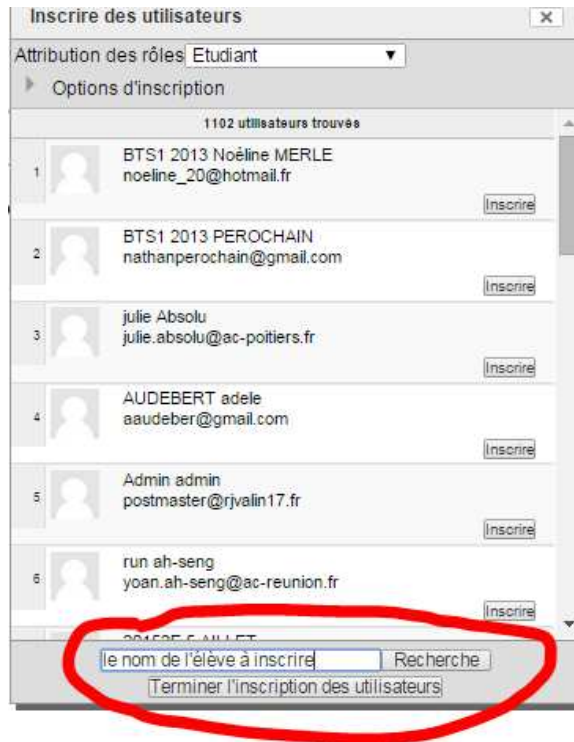 Inscrire des utilisateurs
Attribution des rôles Etudiant
Options d'inscription
1102 utilisateurs trouvés
1
BTS1 2013 Noéline MERLE
noeline_20@hotmail.fr
Inscrire
2
BTS1 2013 PEROCHAIN
nathanperochain@gmail.com
Inscrire
3
julie Absolu
julie.absolu@ac-poitiers.fr
Inscrire
4
AUDEBERT adele
aaudeber@gmail.com
Inscrire
5
Admin admin
postmaster@rjvalin17.fr
Inscrire
6
run ah-seng
yoan.ah-seng@ac-reunion.fr
Inscrire
le nom de l'élève à inscrire Recherche
Terminer l'inscription des utilisateurs